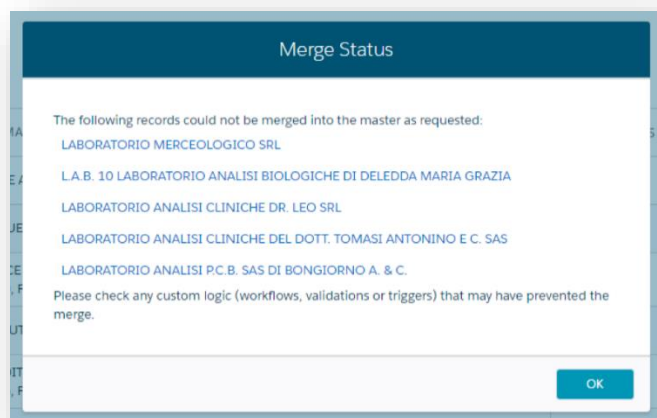 Merge Status
The following records could not be merged into the master as requested:
LABORATORIO MERCEOLOGICO SRL
L.A.B. 10 LABORATORIO ANALISI BIOLOGICHE DI DELEDDA MARIA GRAZIA
LABORATORIO ANALISI CLINICHE DR. LEO SRL
LABORATORIO ANALISI CLINICHE DEL DOTT. TOMASI ANTONINO E C. SAS
LABORATORIO ANALISI P.C.B. SAS DI BONGIORNO A. & C.
Please check any custom logic (workflows, validations or triggers) that may have prevented the
merge.
OK